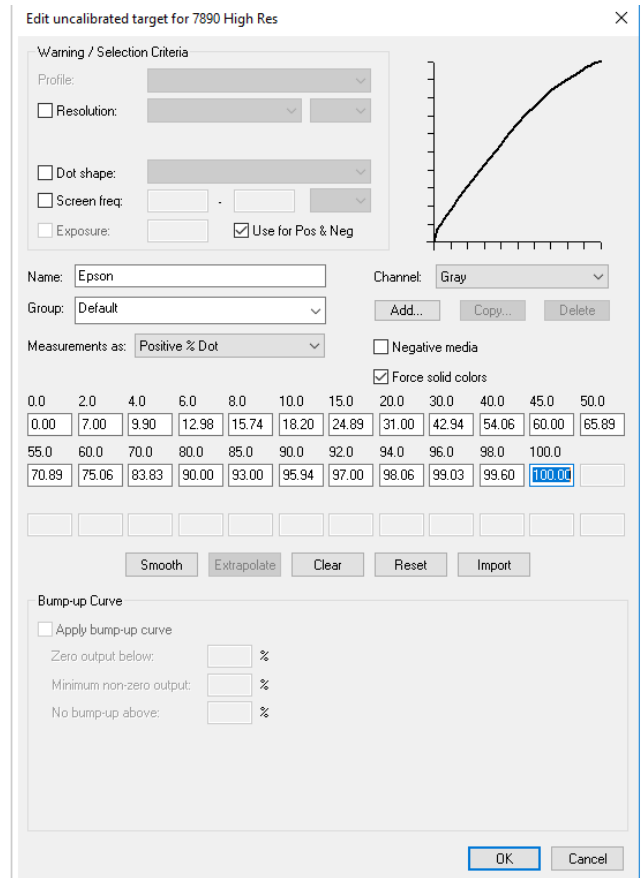 Edit uncalibrated target for 7890 High Res
Warning / Selection Criteria
Profile:
Resolution:
Dot shape:
Screen freq: -
Exposure: Use for Pos & Neg
Name: Epson Channel: Gray
Group: Default Add... Copy... Delete
Measurements as: Positive % Dot Negative media
Force solid colors
0.0 2.0 4.0 6.0 8.0 10.0 15.0 20.0 30.0 40.0 45.0 50.0
0.00 7.00 9.90 12.98 15.74 18.20 24.89 31.00 42.94 54.06 60.00 65.89
55.0 60.0 70.0 80.0 85.0 90.0 92.0 94.0 96.0 98.0 100.0
70.89 75.06 83.83 90.00 93.00 95.94 97.00 98.06 99.03 99.60 100.00
Smooth Extrapolate Clear Reset Import
Bump-up Curve
Apply bump-up curve
Zero output below: %
Minimum non-zero output: %
No bump-up above: %
OK Cancel